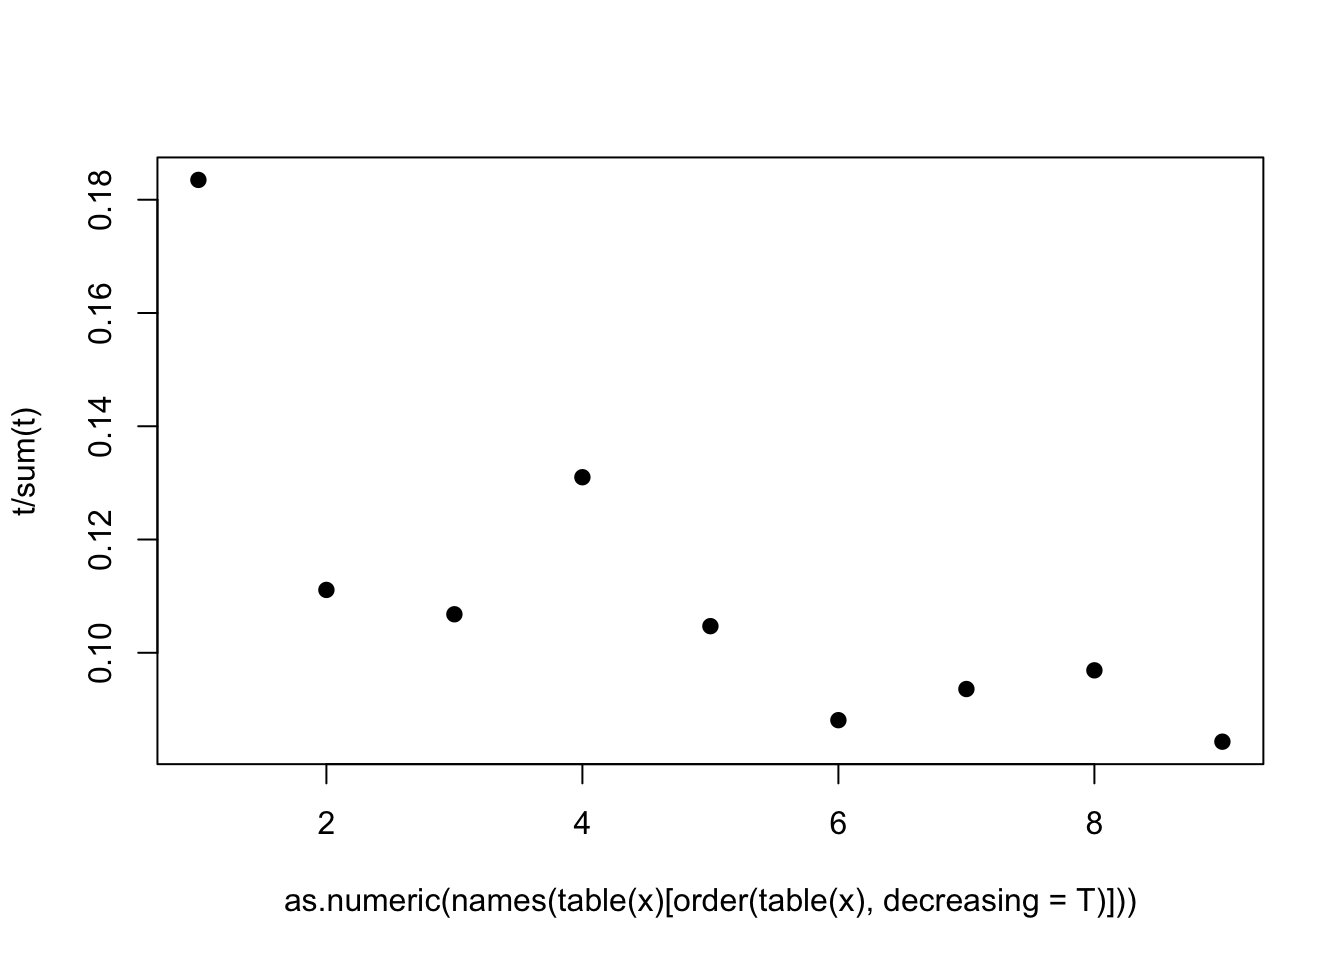 t/sum(t)
0.18
0.16
0.14
0.12
0.10
2 4 6 8
as.numeric(names(table(x)[order(table(x), decreasing = T)]))